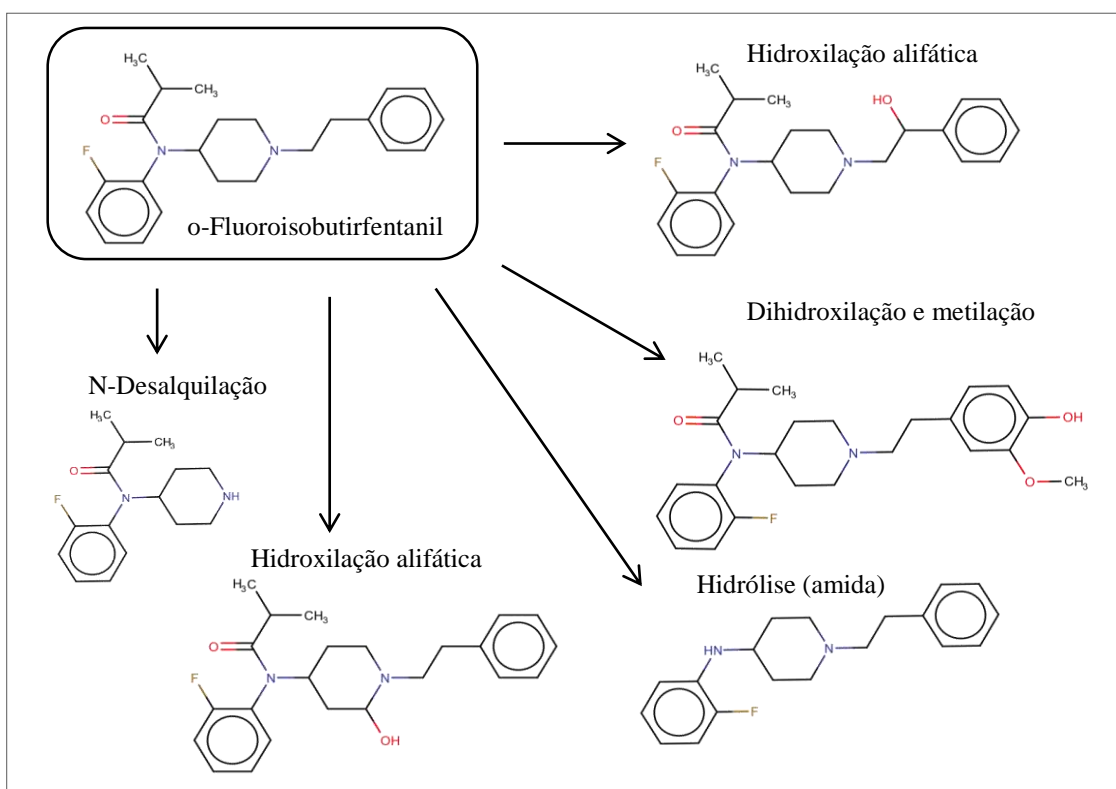 Hidroxilação alifática
H₃C
CH₃
O
N
F
N
o-Fluoroisobutirfentanil
H₃C
CH₃
HO
O
N
F
N
Dihidroxilação e metilação
H₃C
CH₃
O
N
N
F
OH
O
CH₃
N-Desalquilação
H₃C
CH₃
O
F
N
NH
Hidroxilação alifática
H₃C
CH₃
O
N
F
N
OH
Hidrólise (amida)
HN
N
F